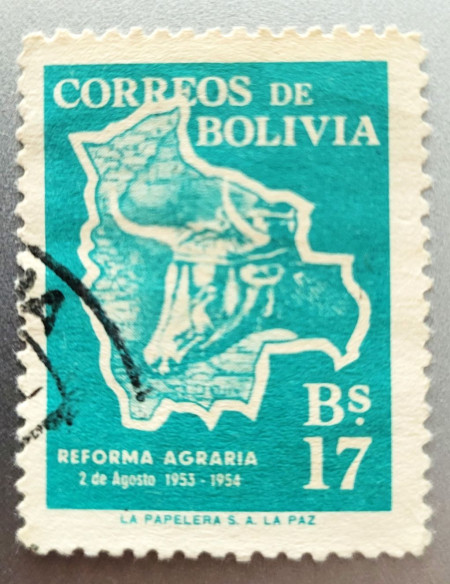 CORREOS DE
BOLIVIA
Bs.
17
REFORMA AGRARIA
2 de Agosto 1953 - 1954
LA PAPELERA S. A. LA PAZ